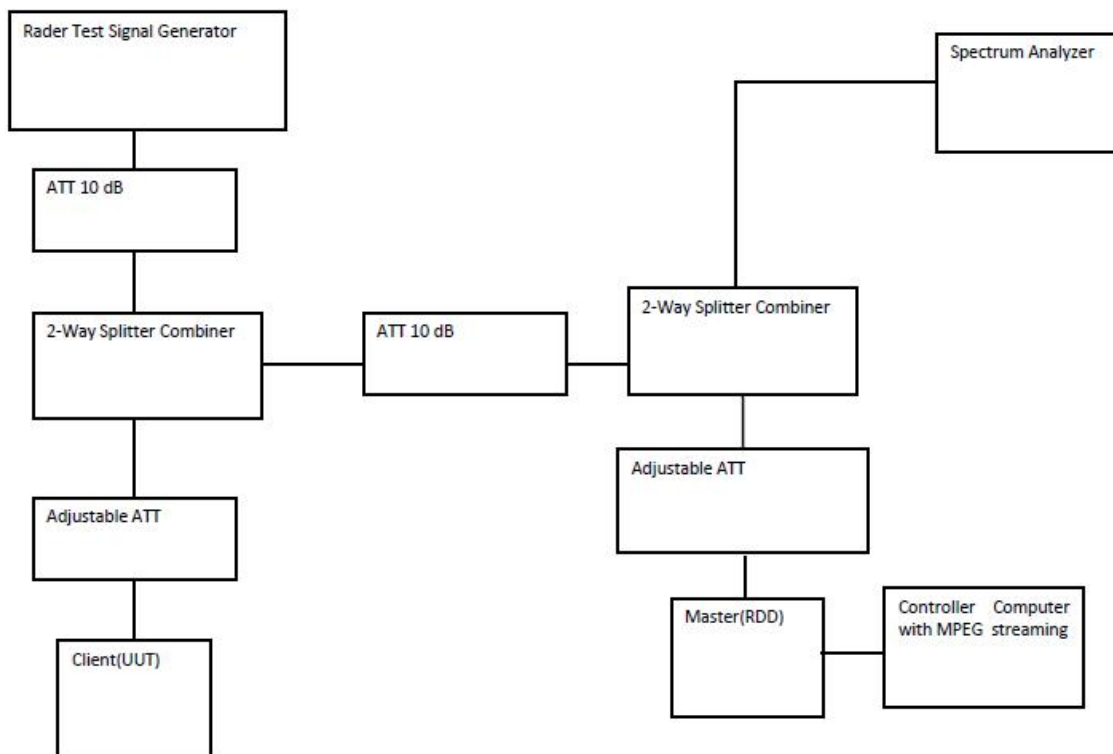 Rader Test Signal Generator
Spectrum Analyzer
ATT 10 dB
2-Way Splitter Combiner
ATT 10 dB
2-Way Splitter Combiner
Adjustable ATT
Adjustable ATT
Client(UUT)
Master(RDD)
Controller Computer
with MPEG streaming